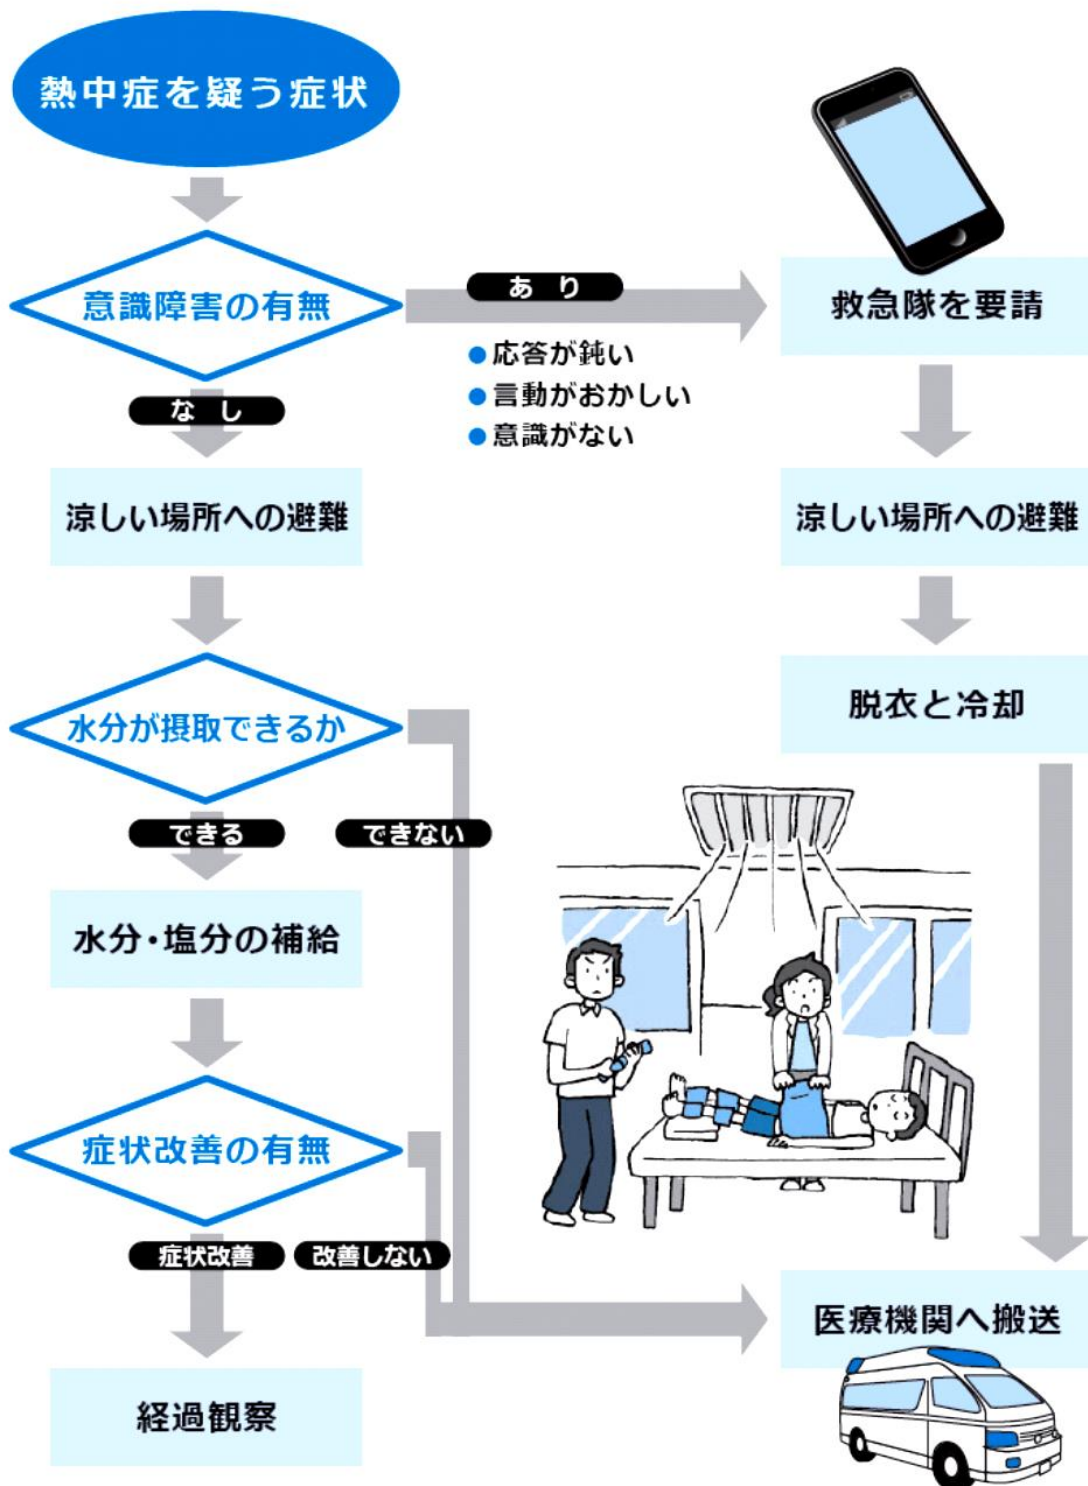 熱中症を疑う症状
意識障害の有無
あり
応答が鈍い
言動がおかしい
意識がない
救急隊を要請
なし
涼しい場所への避難
涼しい場所への避難
水分が摂取できるか
脱衣と冷却
できる
できない
水分・塩分の補給
症状改善の有無
症状改善
改善しない
医療機関へ搬送
経過観察